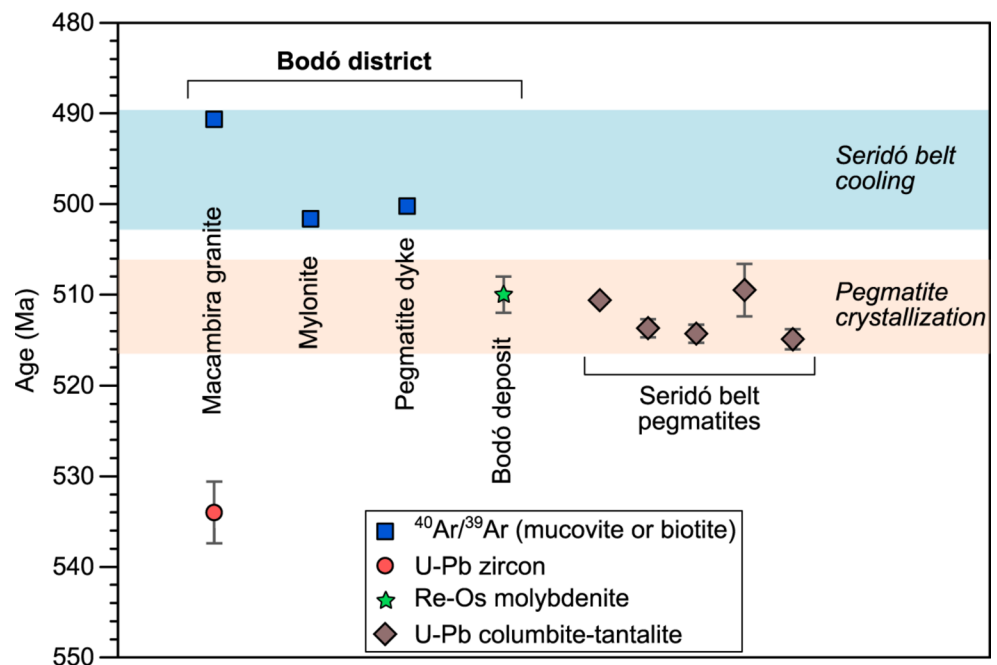 480
490
500
510
520
530
540
550
Age (Ma)
Bodó district
Macambira granite
Mylonite
Pegmatite dyke
Bodó deposit
Seridó belt
cooling
Pegmatite
crystallization
Seridó belt
pegmatites
⁴⁰Ar/³⁹Ar (mucovite or biotite)
U-Pb zircon
Re-Os molybdenite
U-Pb columbite-tantalite